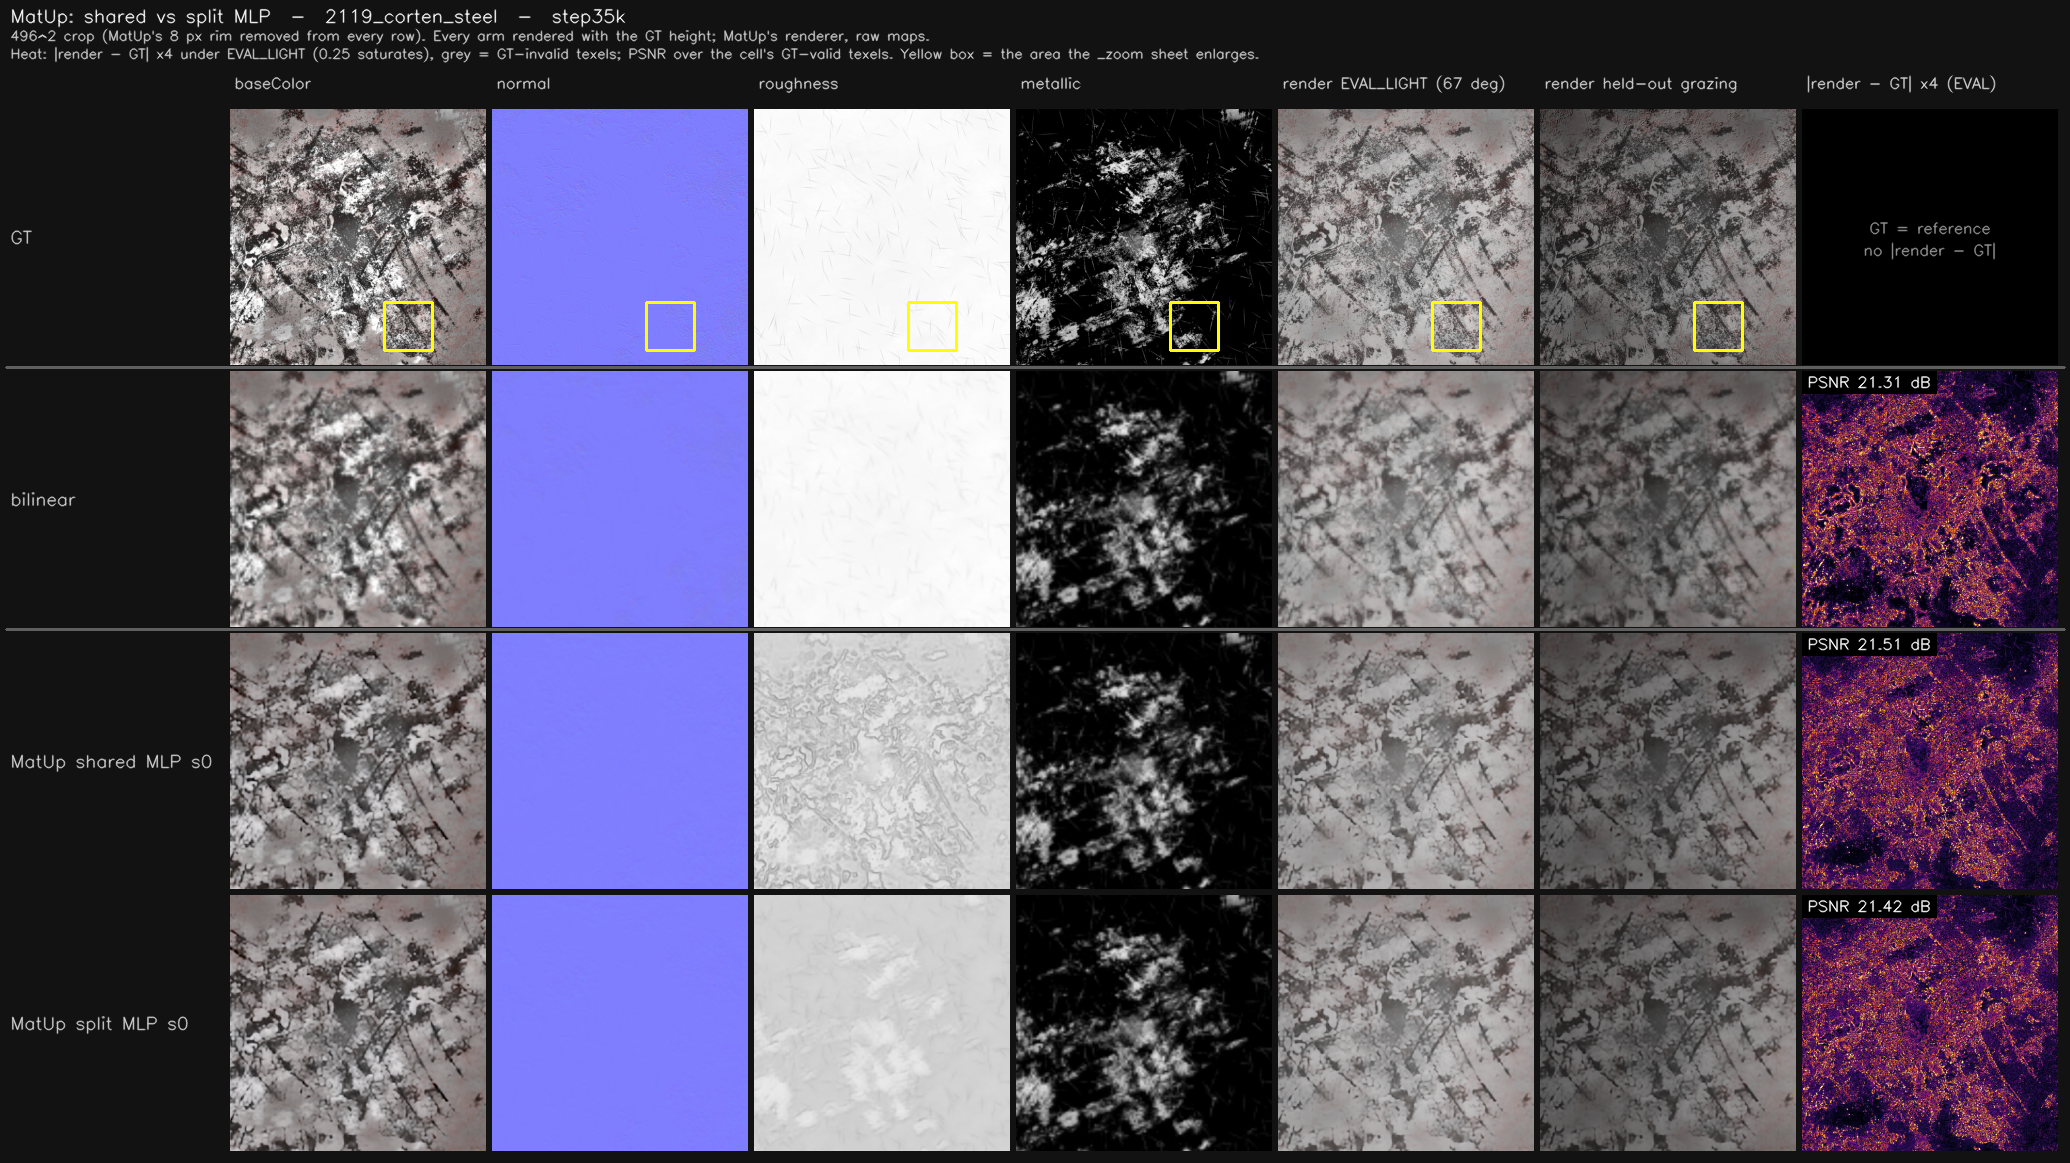 MatUp: shared vs split MLP — 2119_corten_steel — step35k
496^2 crop (MatUp's 8 px rim removed from every row). Every arm rendered with the GT height; MatUp's renderer, raw maps.
Heat: |render - GT| x4 under EVAL_LIGHT (0.25 saturates), grey = GT-invalid texels; PSNR over the cell's GT-valid texels. Yellow box = the area the _zoom sheet enlarges.
baseColor normal roughness metallic render EVAL_LIGHT (67 deg) render held-out grazing |render - GT| x4 (EVAL)
GT
GT = reference
no |render - GT|
PSNR 21.31 dB
bilinear
PSNR 21.51 dB
MatUp shared MLP s0
PSNR 21.42 dB
MatUp split MLP s0